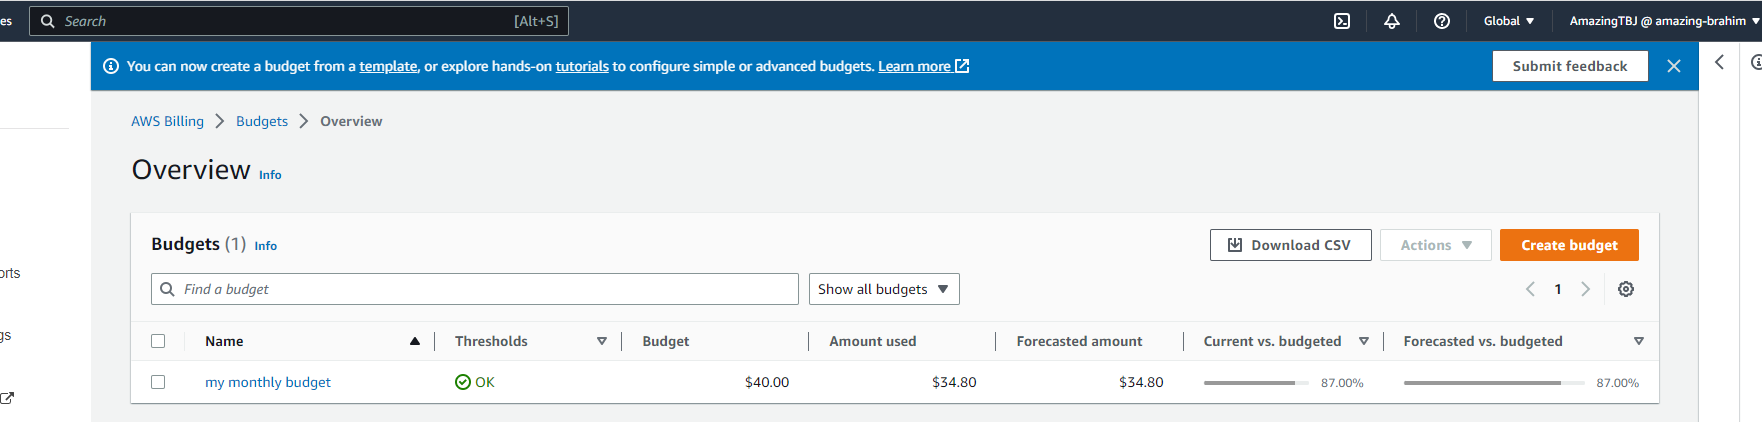 es Search [Alt+S] Global AmazingTBJ @ amazing-brahim
You can now create a budget from a template, or explore hands-on tutorials to configure simple or advanced budgets. Learn more Submit feedback
AWS Billing Budgets Overview
Overview Info
Budgets (1) Info Download CSV Actions Create budget
orts
Find a budget Show all budgets 1
gs
Name Thresholds Budget Amount used Forecasted amount Current vs. budgeted Forecasted vs. budgeted
my monthly budget OK $40.00 $34.80 $34.80 87.00% 87.00%